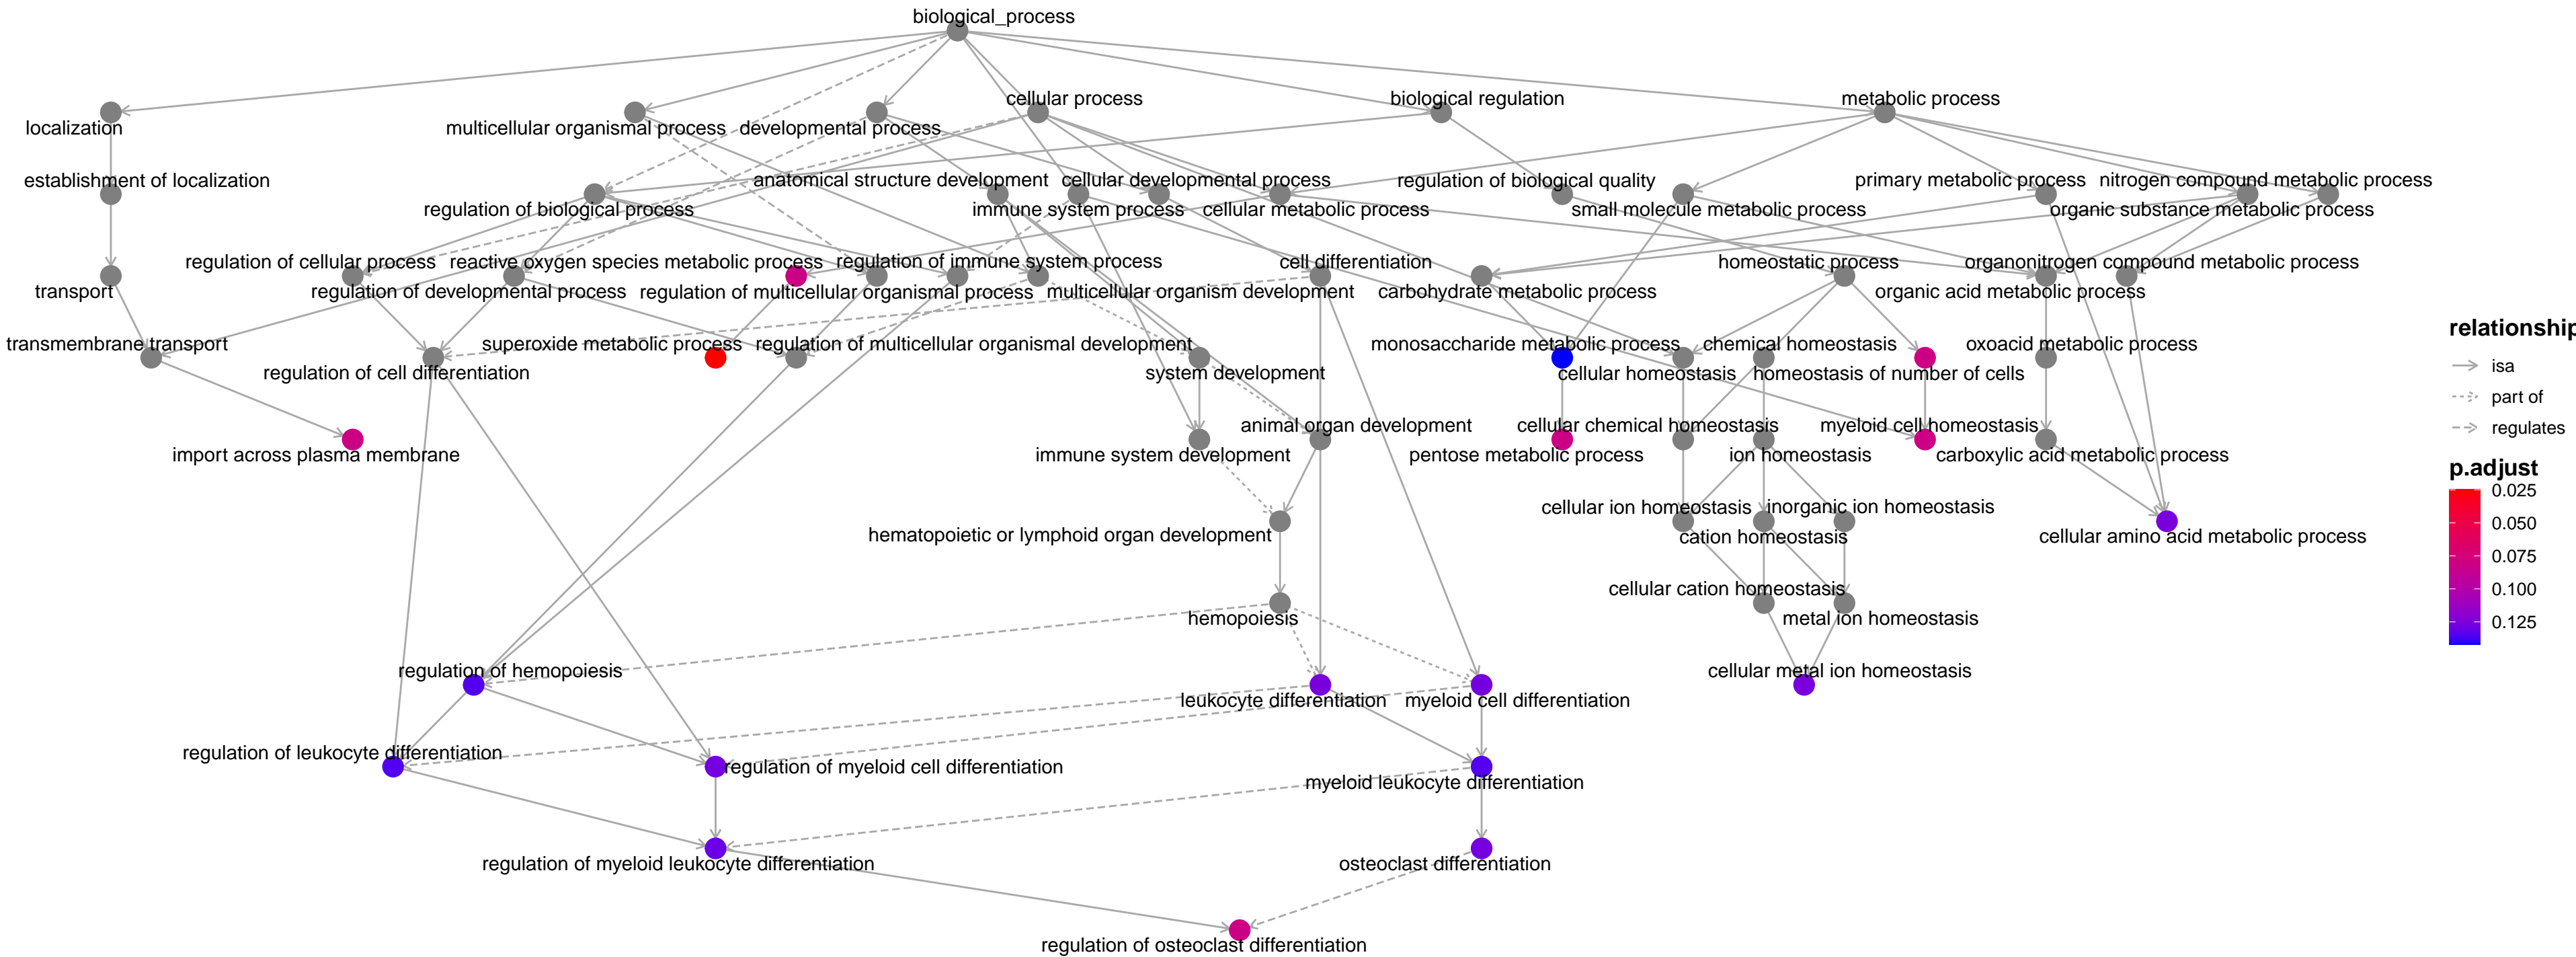 biological_process
localization
multicellular organismal process
developmental process
cellular process
biological regulation
metabolic process
establishment of localization
regulation of biological process
anatomical structure development
immune system process
cellular developmental process
cellular metabolic process
regulation of biological quality
small molecule metabolic process
primary metabolic process
nitrogen compound metabolic process
organic substance metabolic process
transport
regulation of cellular process
regulation of developmental process
reactive oxygen species metabolic process
regulation of multicellular organismal process
regulation of immune system process
multicellular organism development
cell differentiation
carbohydrate metabolic process
homeostatic process
organic acid metabolic process
organonitrogen compound metabolic process
transmembrane transport
regulation of cell differentiation
superoxide metabolic process
regulation of multicellular organismal development
system development
monosaccharide metabolic process
cellular homeostasis
chemical homeostasis
homeostasis of number of cells
oxoacid metabolic process
import across plasma membrane
immune system development
animal organ development
pentose metabolic process
cellular chemical homeostasis
ion homeostasis
myeloid cell homeostasis
carboxylic acid metabolic process
hematopoietic or lymphoid organ development
cellular ion homeostasis
cation homeostasis
inorganic ion homeostasis
cellular amino acid metabolic process
hemopoiesis
cellular cation homeostasis
metal ion homeostasis
regulation of hemopoiesis
leukocyte differentiation
myeloid cell differentiation
cellular metal ion homeostasis
regulation of leukocyte differentiation
regulation of myeloid cell differentiation
myeloid leukocyte differentiation
regulation of myeloid leukocyte differentiation
osteoclast differentiation
regulation of osteoclast differentiation
relationship
isa
part of
regulates
p.adjust
0.025
0.050
0.075
0.100
0.125